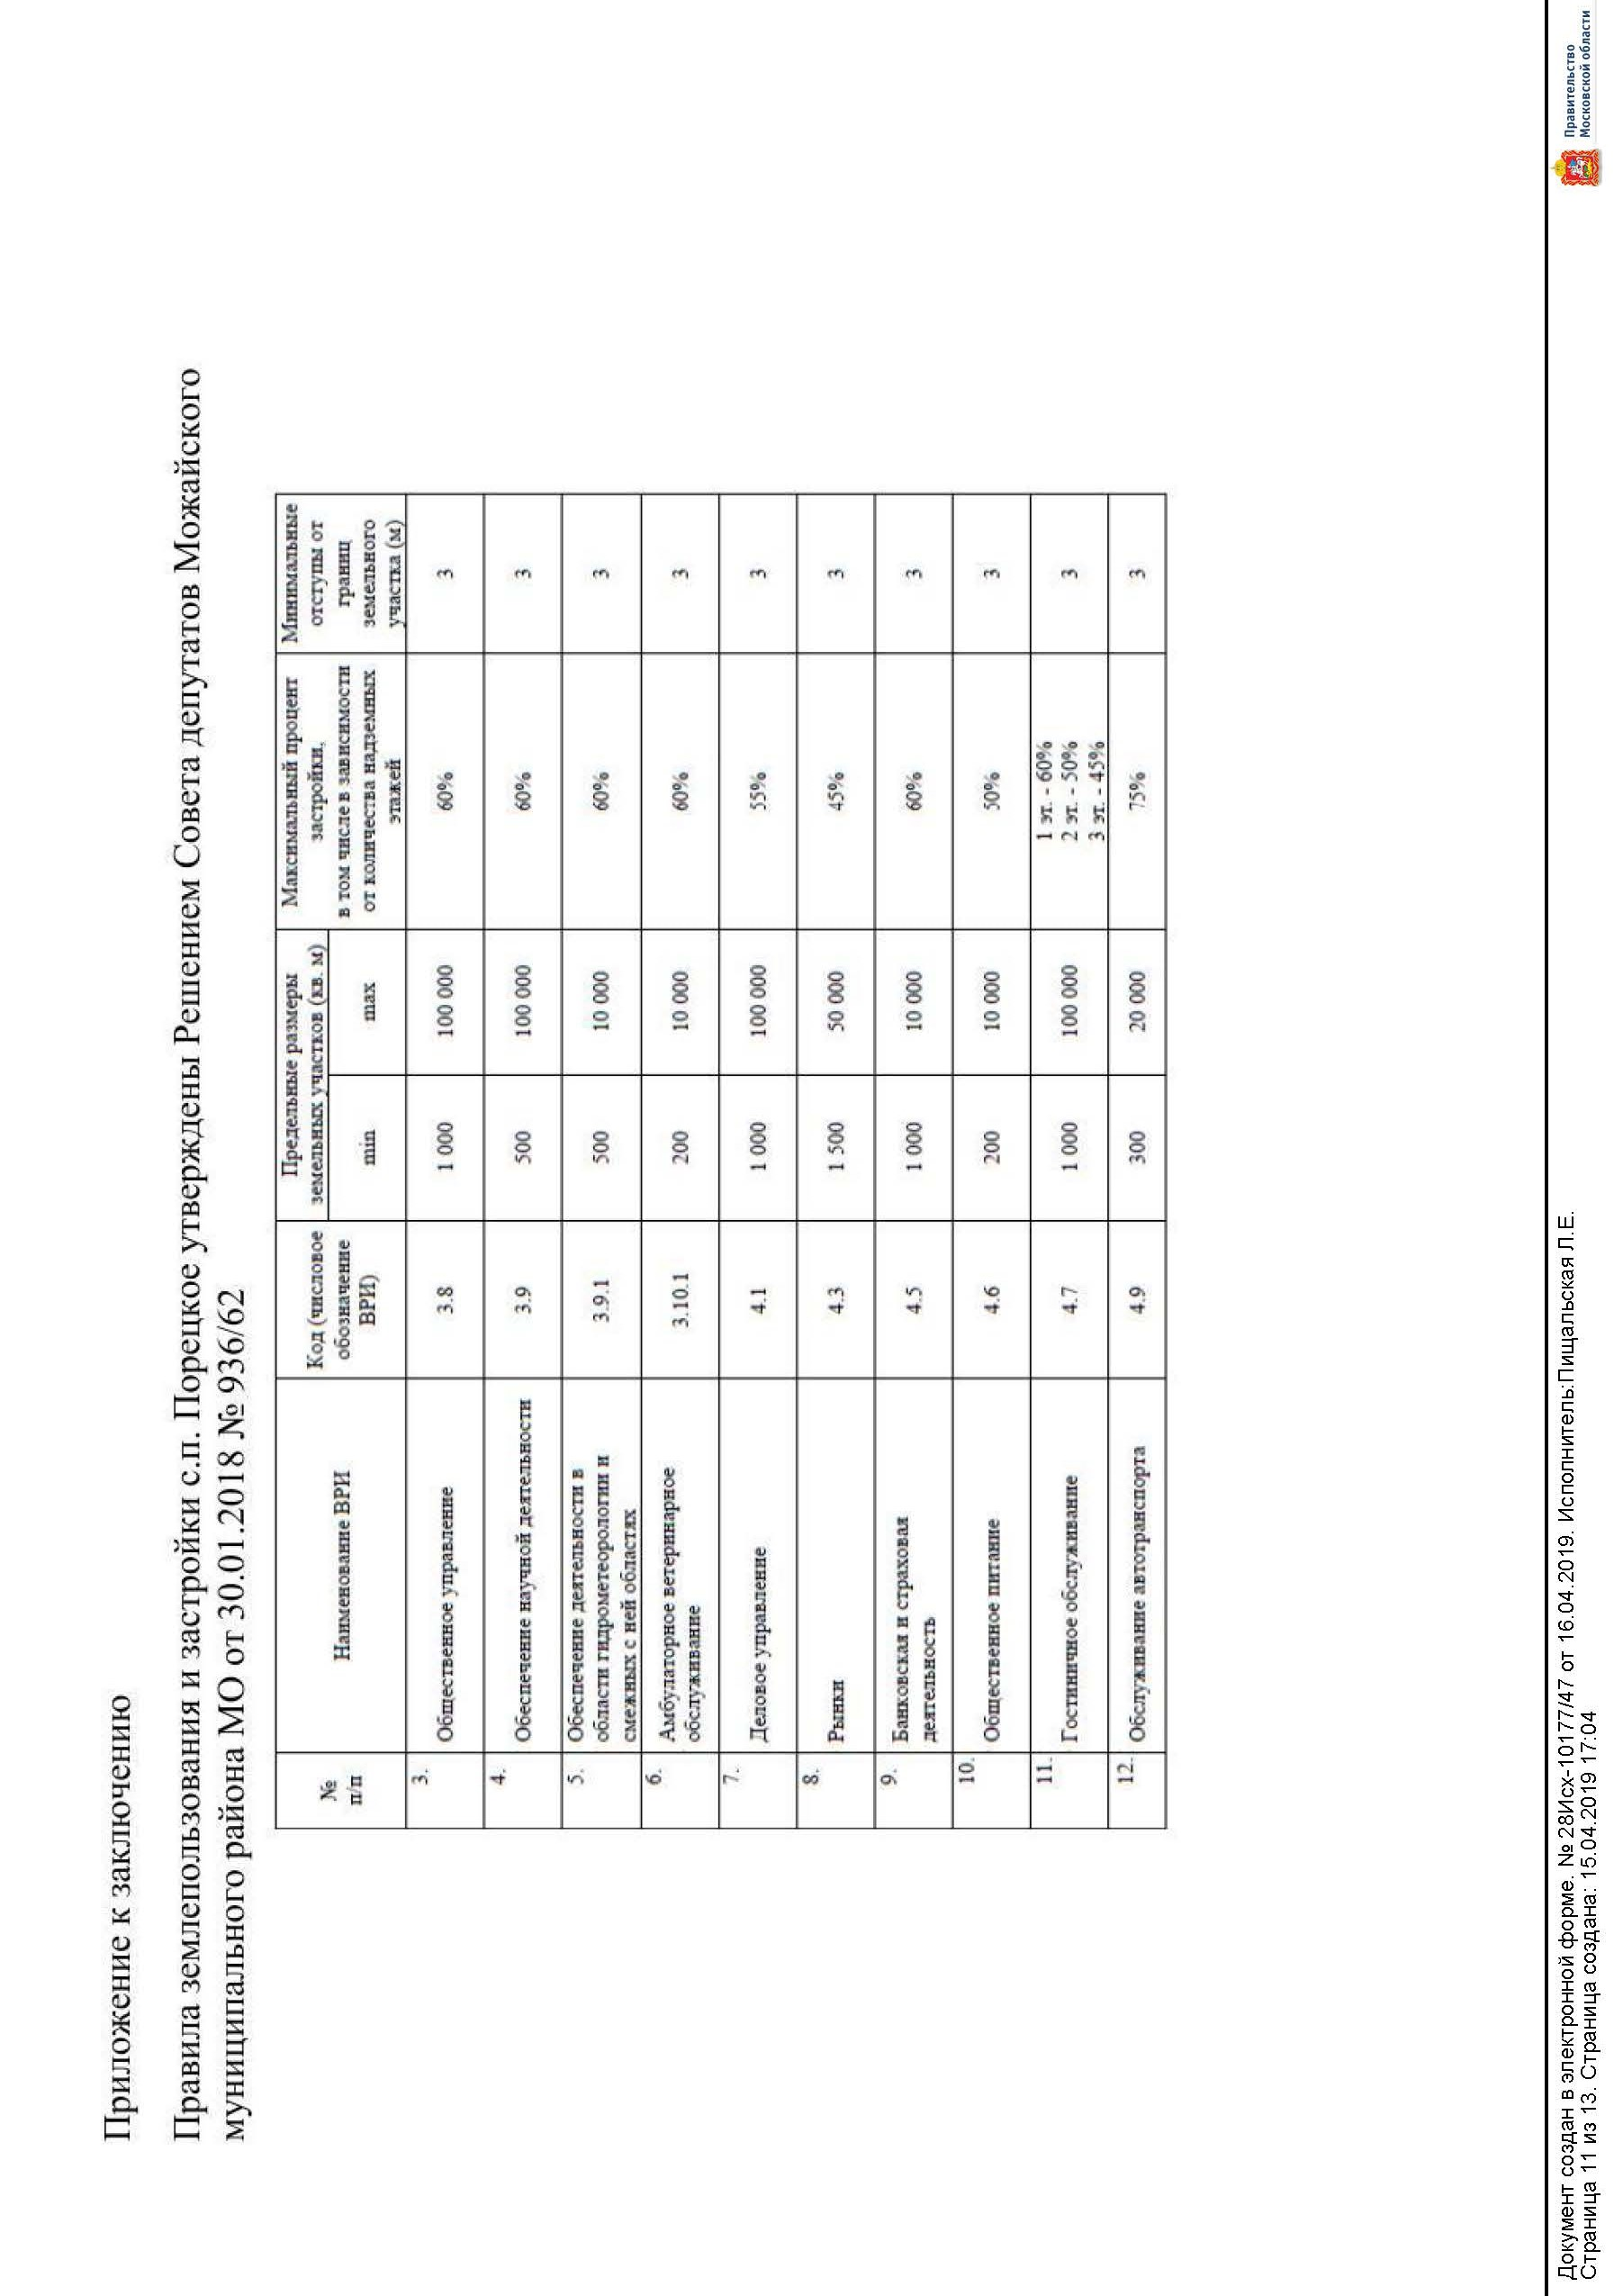 Приложение к заключению
Правила землепользования и застройки с.п. Порецкое утверждены Решением Совета депутатов Можайского
муниципального района МО от 30.01.2018 № 936/62
№
п/п
Наименование ВРИ
Код (числовое
обозначение
ВРИ)
Предельные размеры
земельных участков (кв. м)
min
max
Максимальный процент
застройки,
в том числе в зависимости
от количества надземных
этажей
Минимальные
отступы от
границ
земельного
участка (м)
3. Общественное управление 3.8 1 000 100 000 60% 3
4. Обеспечение научной деятельности 3.9 500 100 000 60% 3
5. Обеспечение деятельности в
области гидрометеорологии и
смежных с ней областях
3.9.1 500 10 000 60% 3
6. Амбулаторное ветеринарное
обслуживание
3.10.1 200 10 000 60% 3
7. Деловое управление 4.1 1 000 100 000 55% 3
8. Рынки 4.3 1 500 50 000 45% 3
9. Банковская и страховая
деятельность
4.5 1 000 10 000 60% 3
10. Общественное питание 4.6 200 10 000 50% 3
11. Гостиничное обслуживание 4.7 1 000 100 000
1 эт. - 60%
2 эт. - 50%
3 эт. - 45%
3
12. Обслуживание автотранспорта 4.9 300 20 000 75% 3
Документ создан в электронной форме. № 28Исх-10177/47 от 16.04.2019. Исполнитель:Пищальская Л.Е.
Страница 11 из 13. Страница создана: 15.04.2019 17:04
Правительство
Московской области